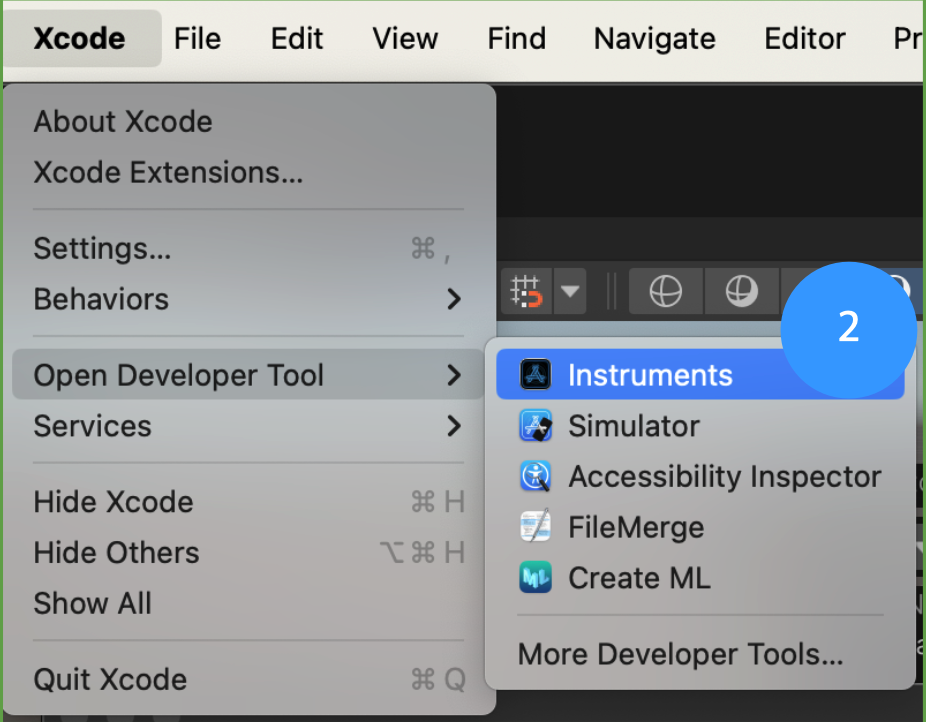 Xcode File Edit View Find Navigate Editor Pr
About Xcode
Xcode Extensions...
Settings... ⌘ ,
Behaviors
Open Developer Tool
Services
Hide Xcode ⌘ H
Hide Others ⌥ ⌘ H
Show All
Quit Xcode ⌘ Q
2
Instruments
Simulator
Accessibility Inspector
FileMerge
ML Create ML
More Developer Tools...